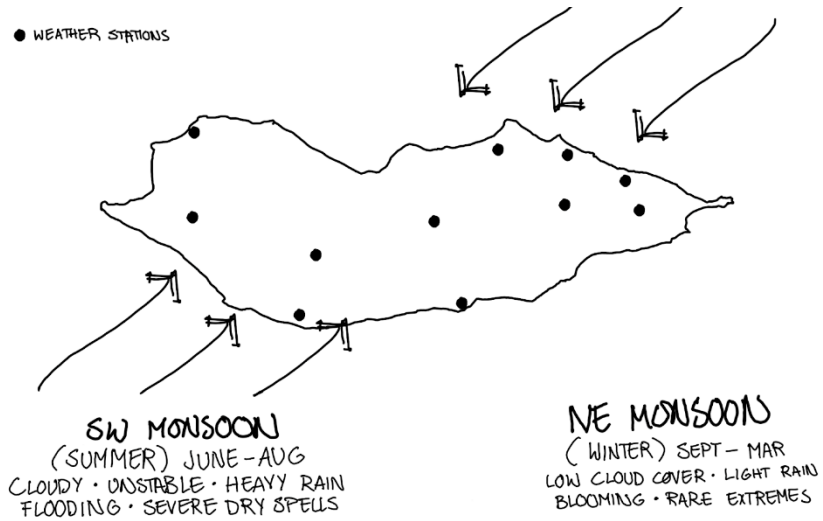 WEATHER STATIONS
SW MONSOON
(SUMMER) JUNE-AUG
CLOUDY · UNSTABLE · HEAVY RAIN
FLOODING · SEVERE DRY SPELLS
NE MONSOON
(WINTER) SEPT - MAR
LOW CLOUD COVER · LIGHT RAIN
BLOOMING · RARE EXTREMES